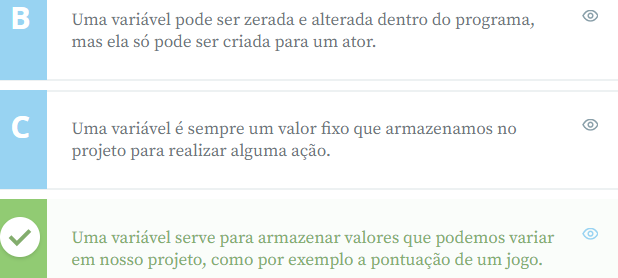 B
Uma variável pode ser zerada e alterada dentro do programa,
mas ela só pode ser criada para um ator.
C
Uma variável é sempre um valor fixo que armazenamos no
projeto para realizar alguma ação.
Uma variável serve para armazenar valores que podemos variar
em nosso projeto, como por exemplo a pontuação de um jogo.